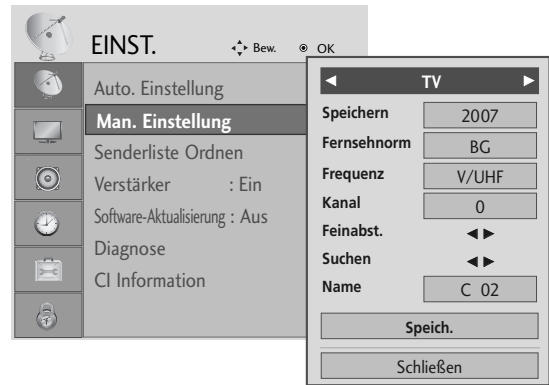 EINST.
Bew. OK
Auto. Einstellung
Man. Einstellung
Senderliste Ordnen
Verstärker : Ein
Software-Aktualisierung : Aus
Diagnose
CI Information
◄ TV ►
Speichern 2007
Fernsehnorm BG
Frequenz V/UHF
Kanal 0
Feinabst. ◄ ►
Suchen ◄ ►
Name C 02
Speich.
Schließen